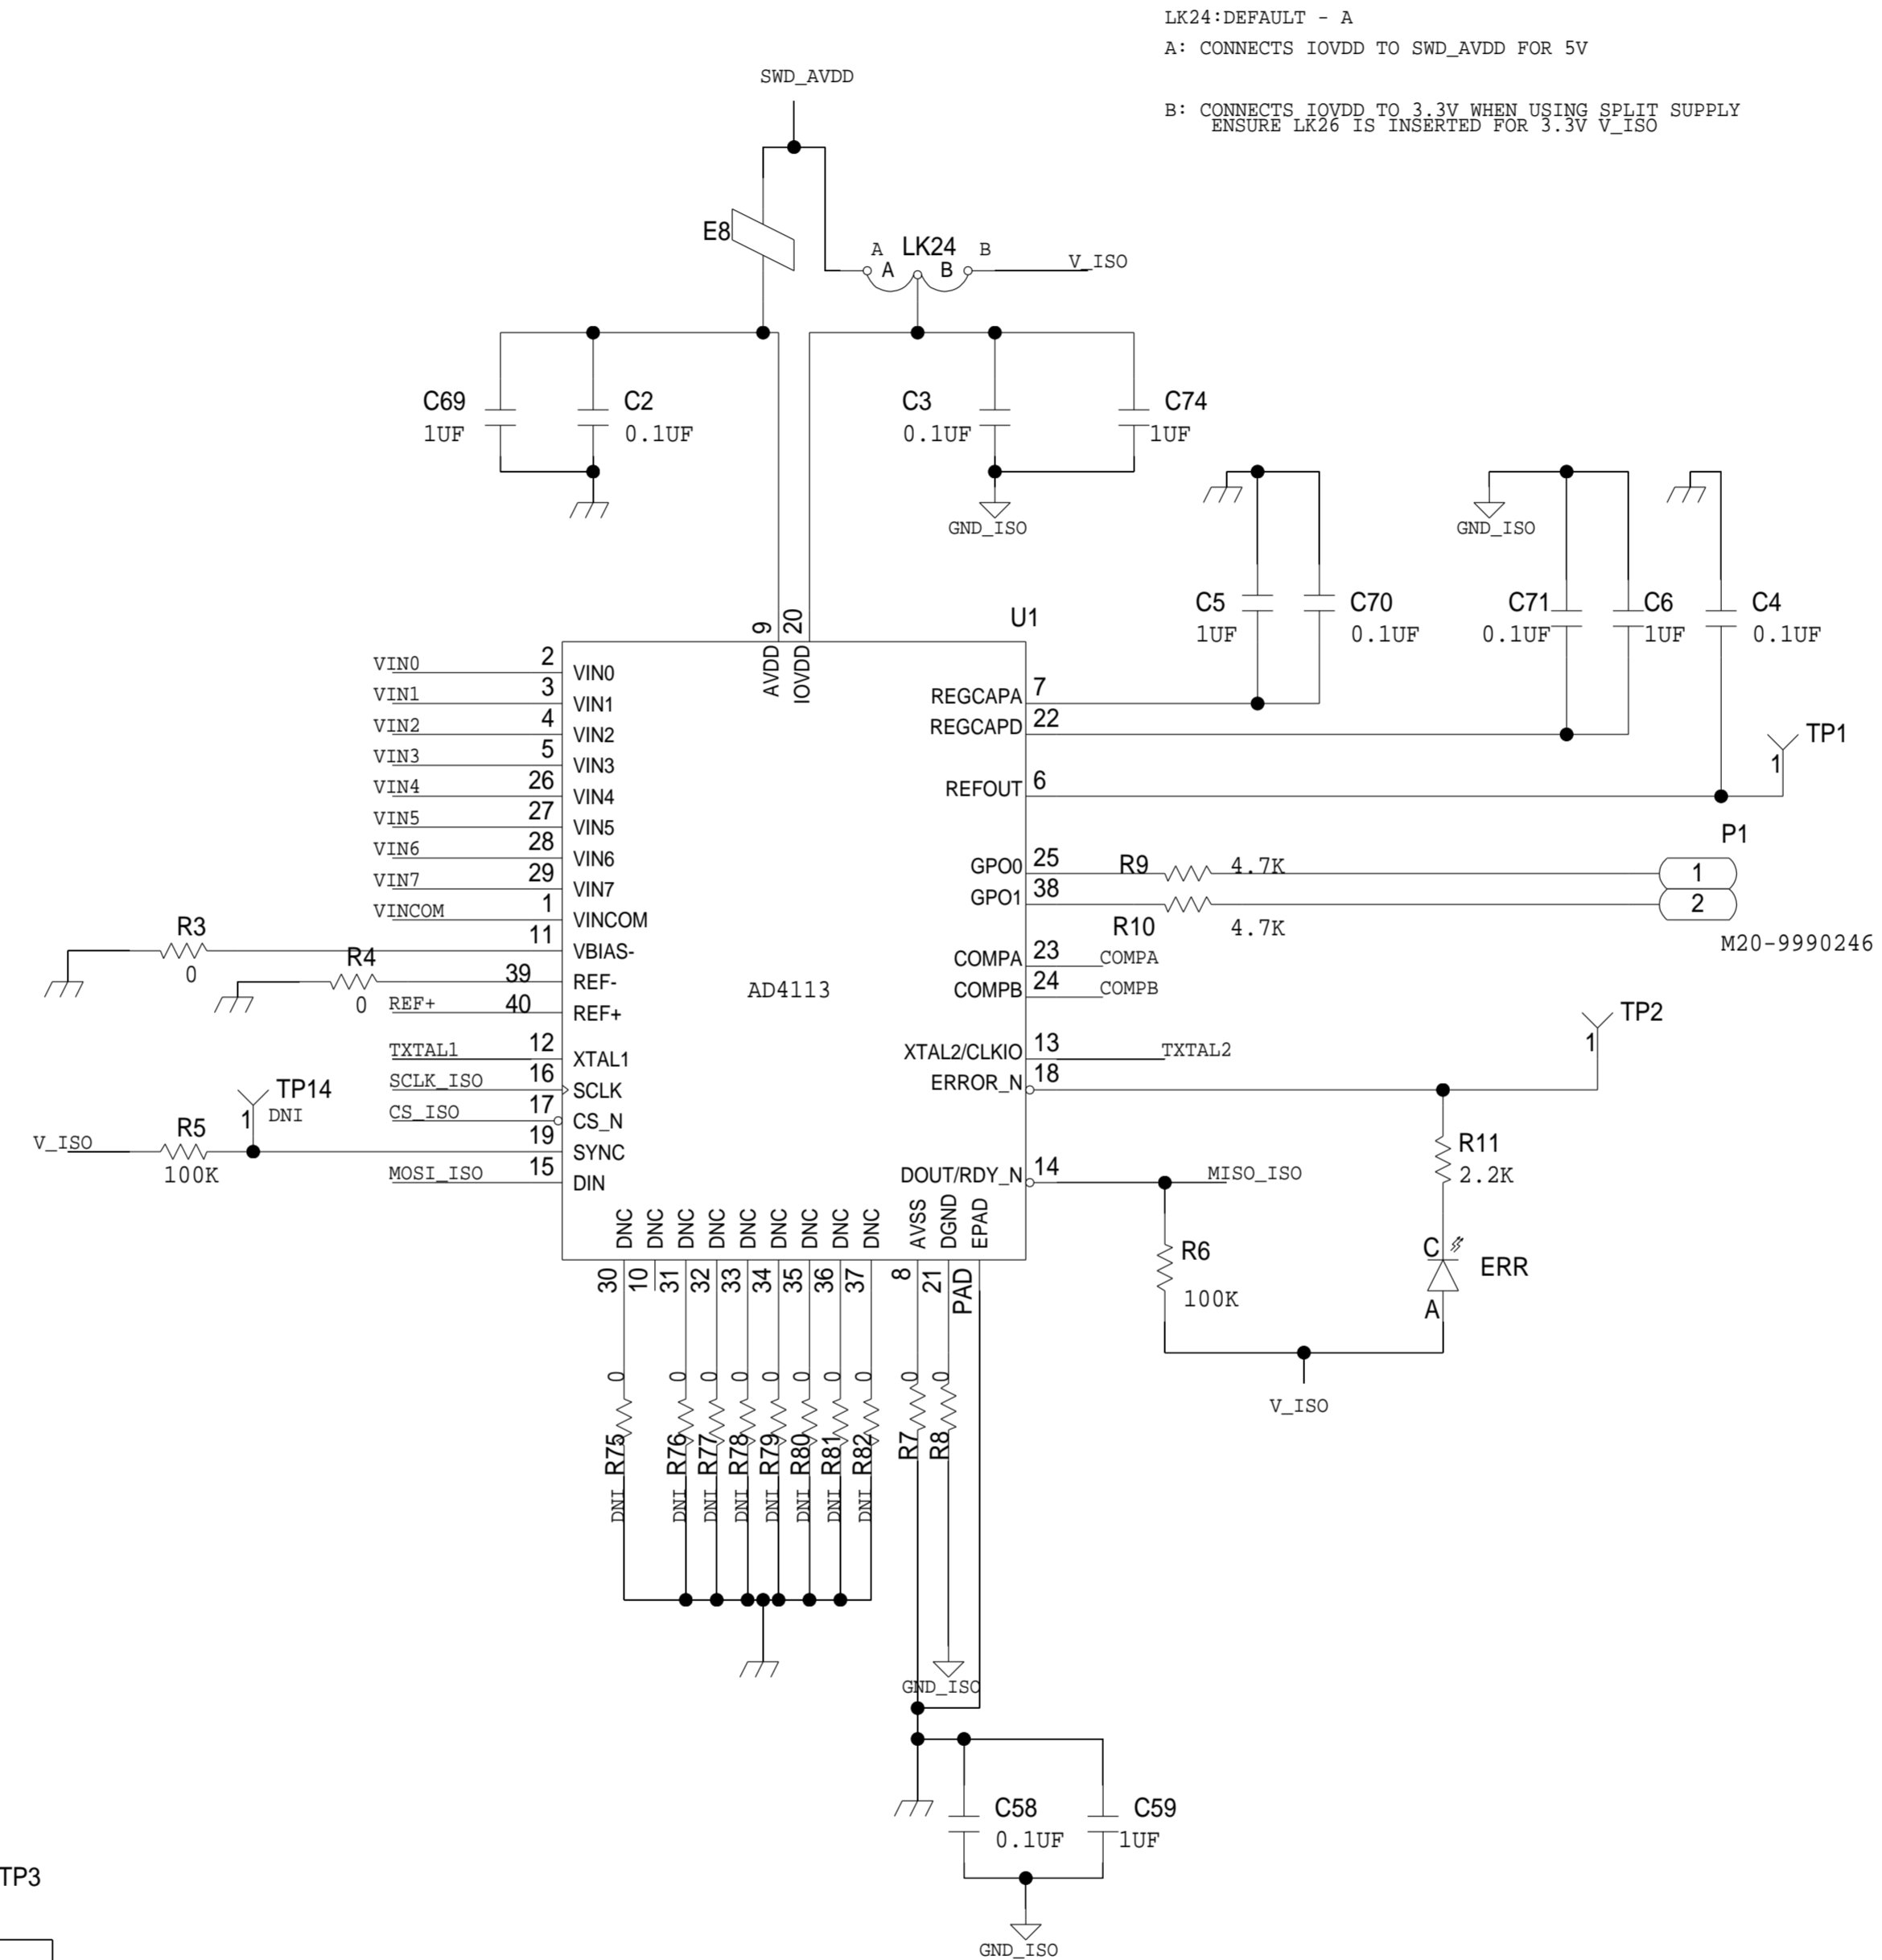 LK24:DEFAULT - A
A: CONNECTS IOVDD TO SWD_AVDD FOR 5V
B: CONNECTS IOVDD TO 3.3V WHEN USING SPLIT SUPPLY
ENSURE LK26 IS INSERTED FOR 3.3V V_ISO
SWD_AVDD
E8
A LK24 B
A B
V_ISO
C69
1UF
C2
0.1UF
C3
0.1UF
C74
1UF
GND_ISO
GND_ISO
C5
1UF
C70
0.1UF
C71
0.1UF
C6
1UF
C4
0.1UF
U1
AD4113
9 AVDD
20 IOVDD
VIN0 2 VIN0
VIN1 3 VIN1
VIN2 4 VIN2
VIN3 5 VIN3
VIN4 26 VIN4
VIN5 27 VIN5
VIN6 28 VIN6
VIN7 29 VIN7
VINCOM 1 VINCOM
R3
0
11 VBIAS-
R4
0
39 REF-
REF+ 40 REF+
TXTAL1 12 XTAL1
SCLK_ISO 16 SCLK
CS_ISO 17 CS_N
TP14
1 DNI
V_ISO
R5
100K
19 SYNC
MOSI_ISO 15 DIN
REGCAPA 7
REGCAPD 22
REFOUT 6
TP1
1
GPO0 25 R9 4.7K
GPO1 38 R10 4.7K
P1
1
2
M20-9990246
COMPA 23 COMPA
COMPB 24 COMPB
XTAL2/CLKIO 13 TXTAL2
ERROR_N 18
TP2
1
R11
2.2K
DOUT/RDY_N 14 MISO_ISO
R6
100K
C
ERR
A
V_ISO
DNC DNC DNC DNC DNC DNC DNC DNC DNC AVSS DGND EPAD
30 10 31 32 33 34 35 36 37 8 21 PAD
0 0 0 0 0 0 0 0 0 0
R75 R76 R77 R78 R79 R80 R81 R82 R7 R8
DNI DNI DNI DNI DNI DNI DNI DNI
GND_ISO
C58
0.1UF
C59
1UF
GND_ISO
TP3